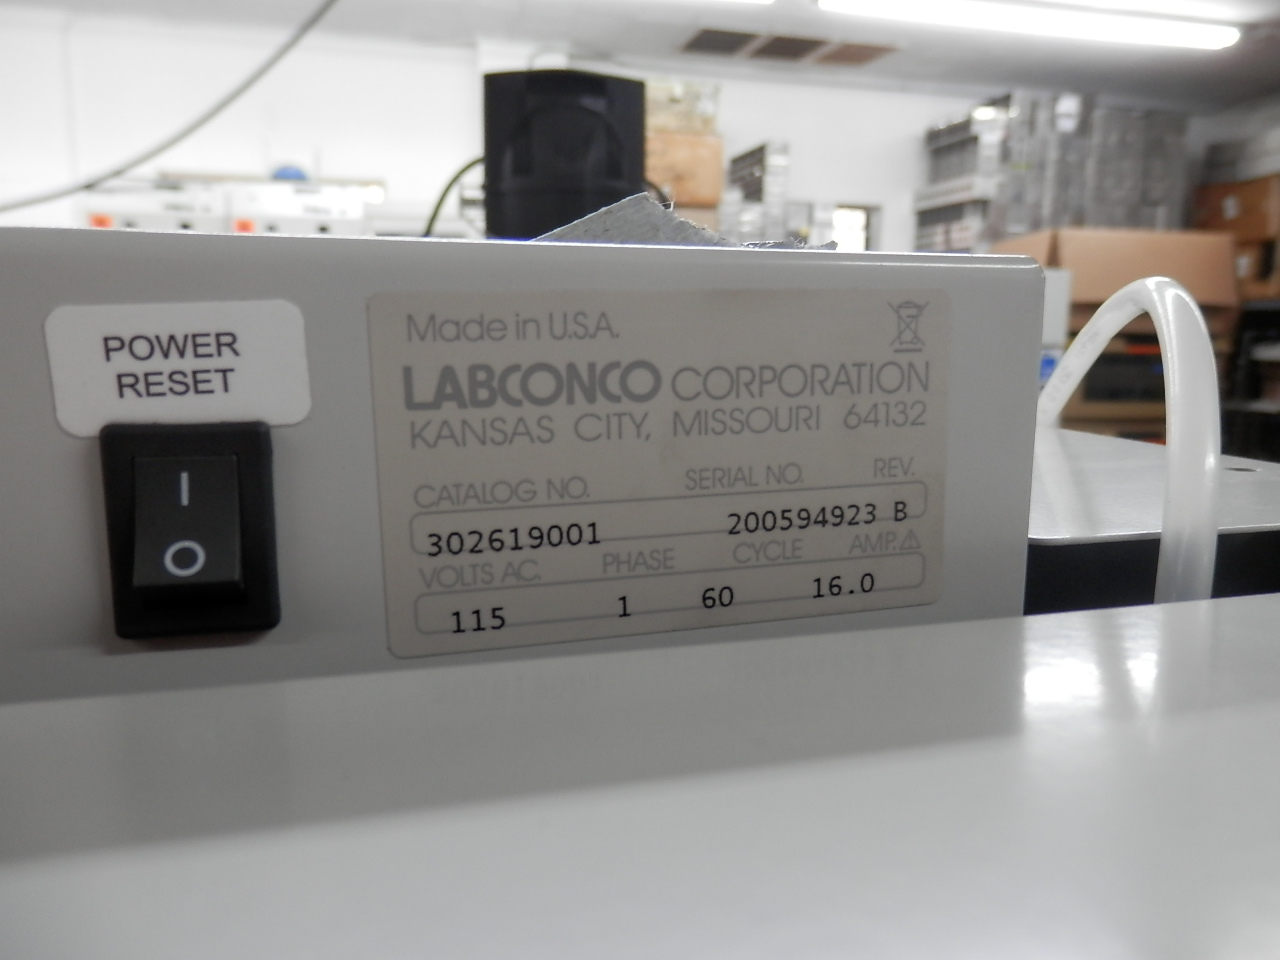 POWER
RESET
Made in U.S.A.
LABCONCO CORPORATION
KANSAS CITY, MISSOURI 64132
CATALOG NO. SERIAL NO. REV.
302619001 200594923 B
VOLTS AC. PHASE CYCLE AMP.
115 1 60 16.0